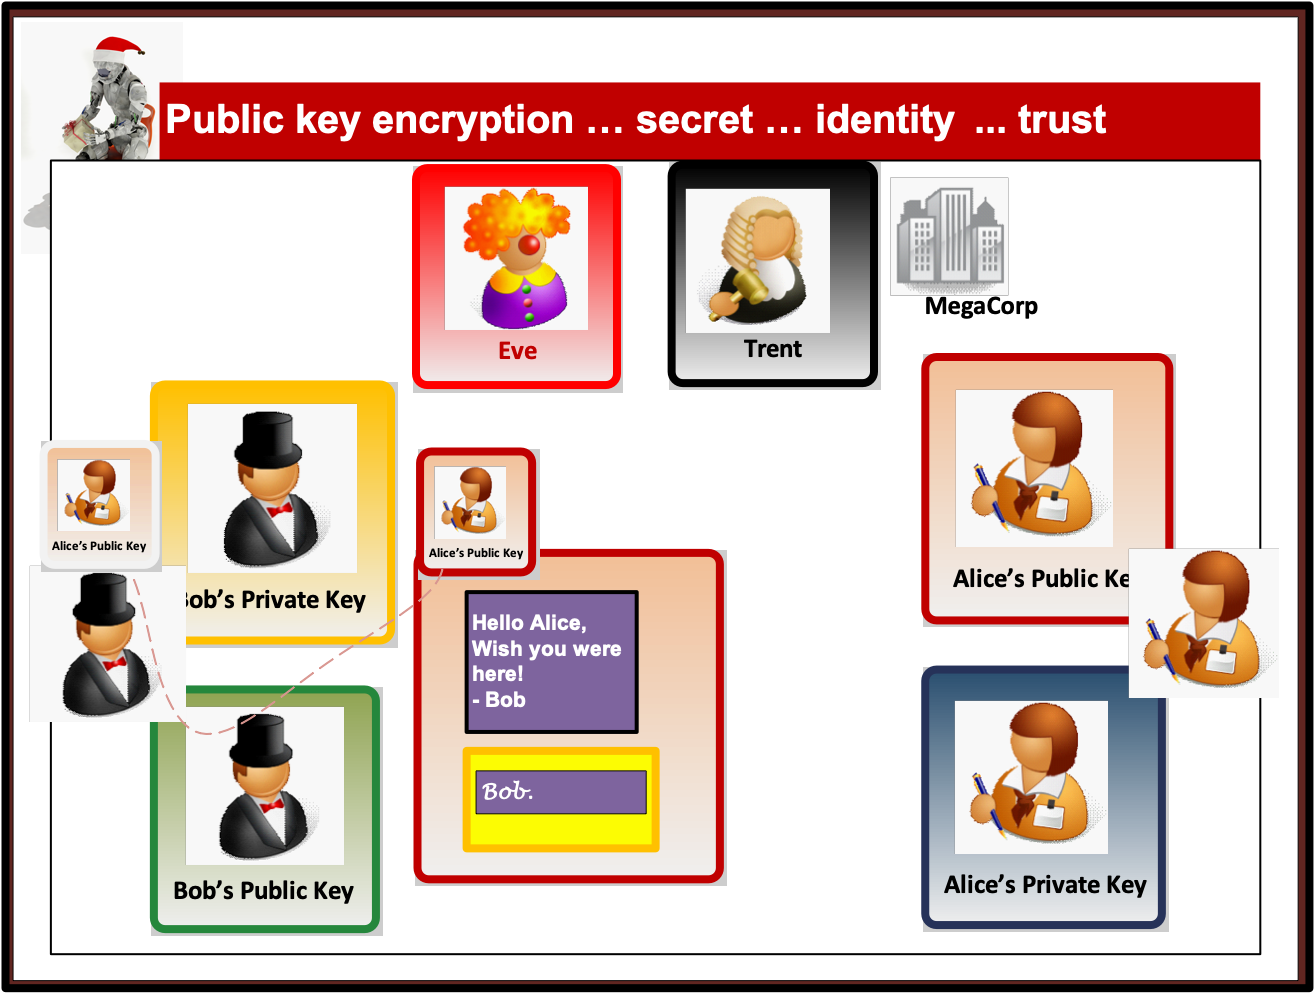 Public key encryption … secret … identity ... trust
Eve
Trent
MegaCorp
Alice’s Public Key
Bob’s Private Key
Alice’s Public Key
Alice’s Public Ke
Hello Alice,
Wish you were
here!
- Bob
Bob.
Bob’s Public Key
Alice’s Private Key